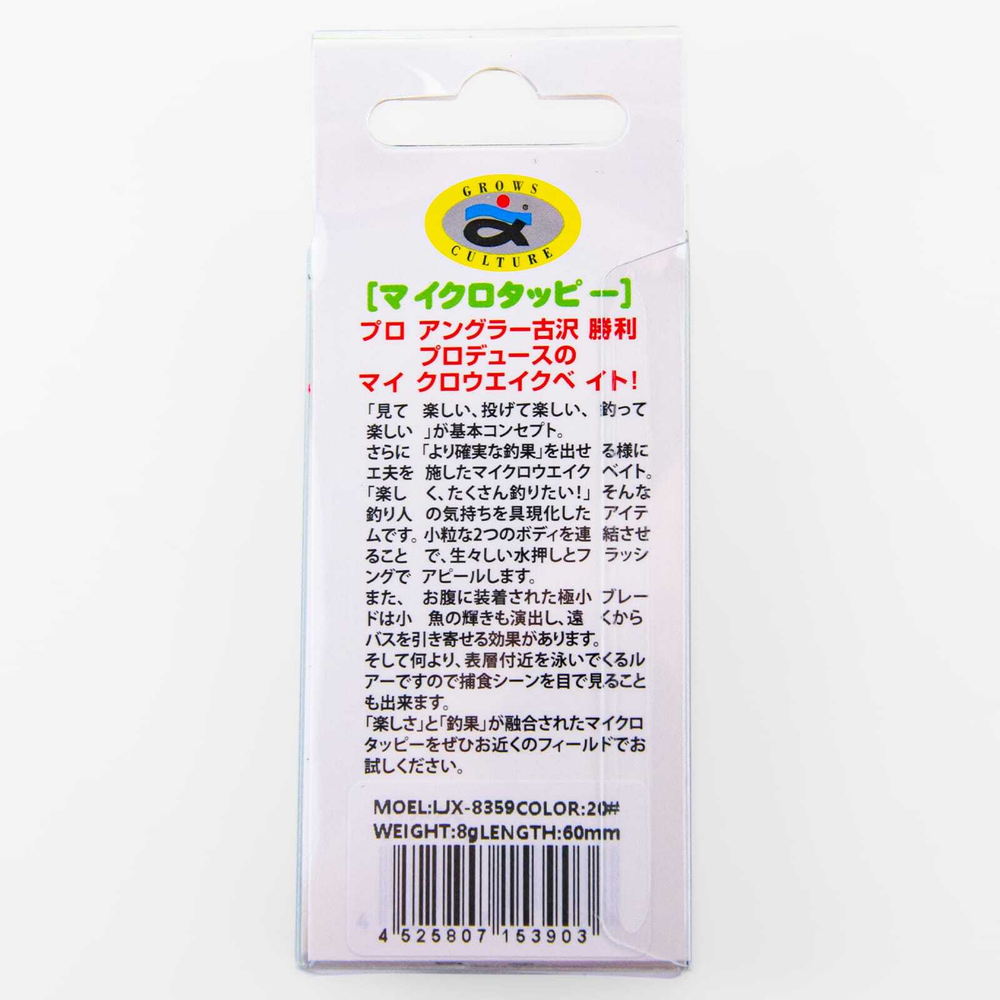 GROWS
®
CULTURE
[マイクロタッピー]
プロ アングラー古沢 勝利
プロデュースの
マイ クロウエイクベ イト!
「見て 楽しい、投げて楽しい、釣って
楽しい 」が基本コンセプト。
さらに 「より確実な釣果」を出せ る様に
工夫を 施したマイクロウエイク ベイト。
「楽し く、たくさん釣りたい!」 そんな
釣り人 の気持ちを具現化した アイテ
ムです。小粒な2つのボディを連 結させ
ること で、生々しい水押しとフ ラッシ
ングで アピールします。
また、 お腹に装着された極小 ブレー
ドは小 魚の輝きも演出し、遠 くから
バスを引き寄せる効果があります。
そして何より、表層付近を泳いでくるル
アーですので捕食シーンを目で見ること
も出来ます。
「楽しさ」と「釣果」が融合されたマイクロ
タッピーをぜひお近くのフィールドでお
試しください。
MOEL:IJX-8359COLOR:20#
WEIGHT:8gLENGTH:60mm
4 525807 153903